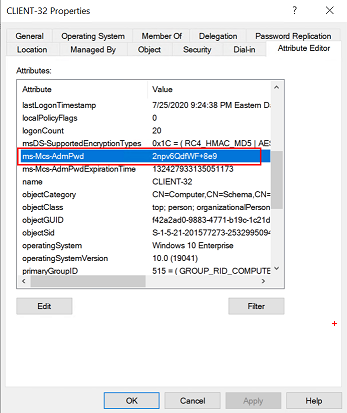 CLIENT-32 Properties
General Operating System Member Of Delegation Password Replication
Location Managed By Object Security Dial-in Attribute Editor
Attributes:
Attribute Value
lastLogonTimestamp 7/25/2020 9:24:38 PM Eastern Da
localPolicyFlags 0
logonCount 20
msDS-SupportedEncryptionTypes 0x1C = ( RC4_HMAC_MD5 | AES
ms-Mcs-AdmPwd 2npv6QdfWF+8e9
ms-Mcs-AdmPwdExpirationTime 132427933135051173
name CLIENT-32
objectCategory CN=Computer,CN=Schema,CN=
objectClass top; person; organizationalPerson
objectGUID f42a2ad0-9883-4771-b19c-1c21d
objectSid S-1-5-21-201577273-2532995094
operatingSystem Windows 10 Enterprise
operatingSystemVersion 10.0 (19041)
primaryGroupID 515 = ( GROUP_RID_COMPUTE
Edit Filter
OK Cancel Apply Help